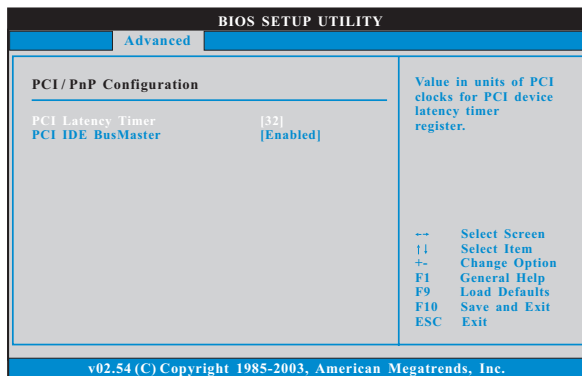 BIOS SETUP UTILITY
Advanced
PCI / PnP Configuration
PCI Latency Timer [32]
PCI IDE BusMaster [Enabled]
Value in units of PCI
clocks for PCI device
latency timer
register.
←→ Select Screen
↑↓ Select Item
+- Change Option
F1 General Help
F9 Load Defaults
F10 Save and Exit
ESC Exit
v02.54 (C) Copyright 1985-2003, American Megatrends, Inc.